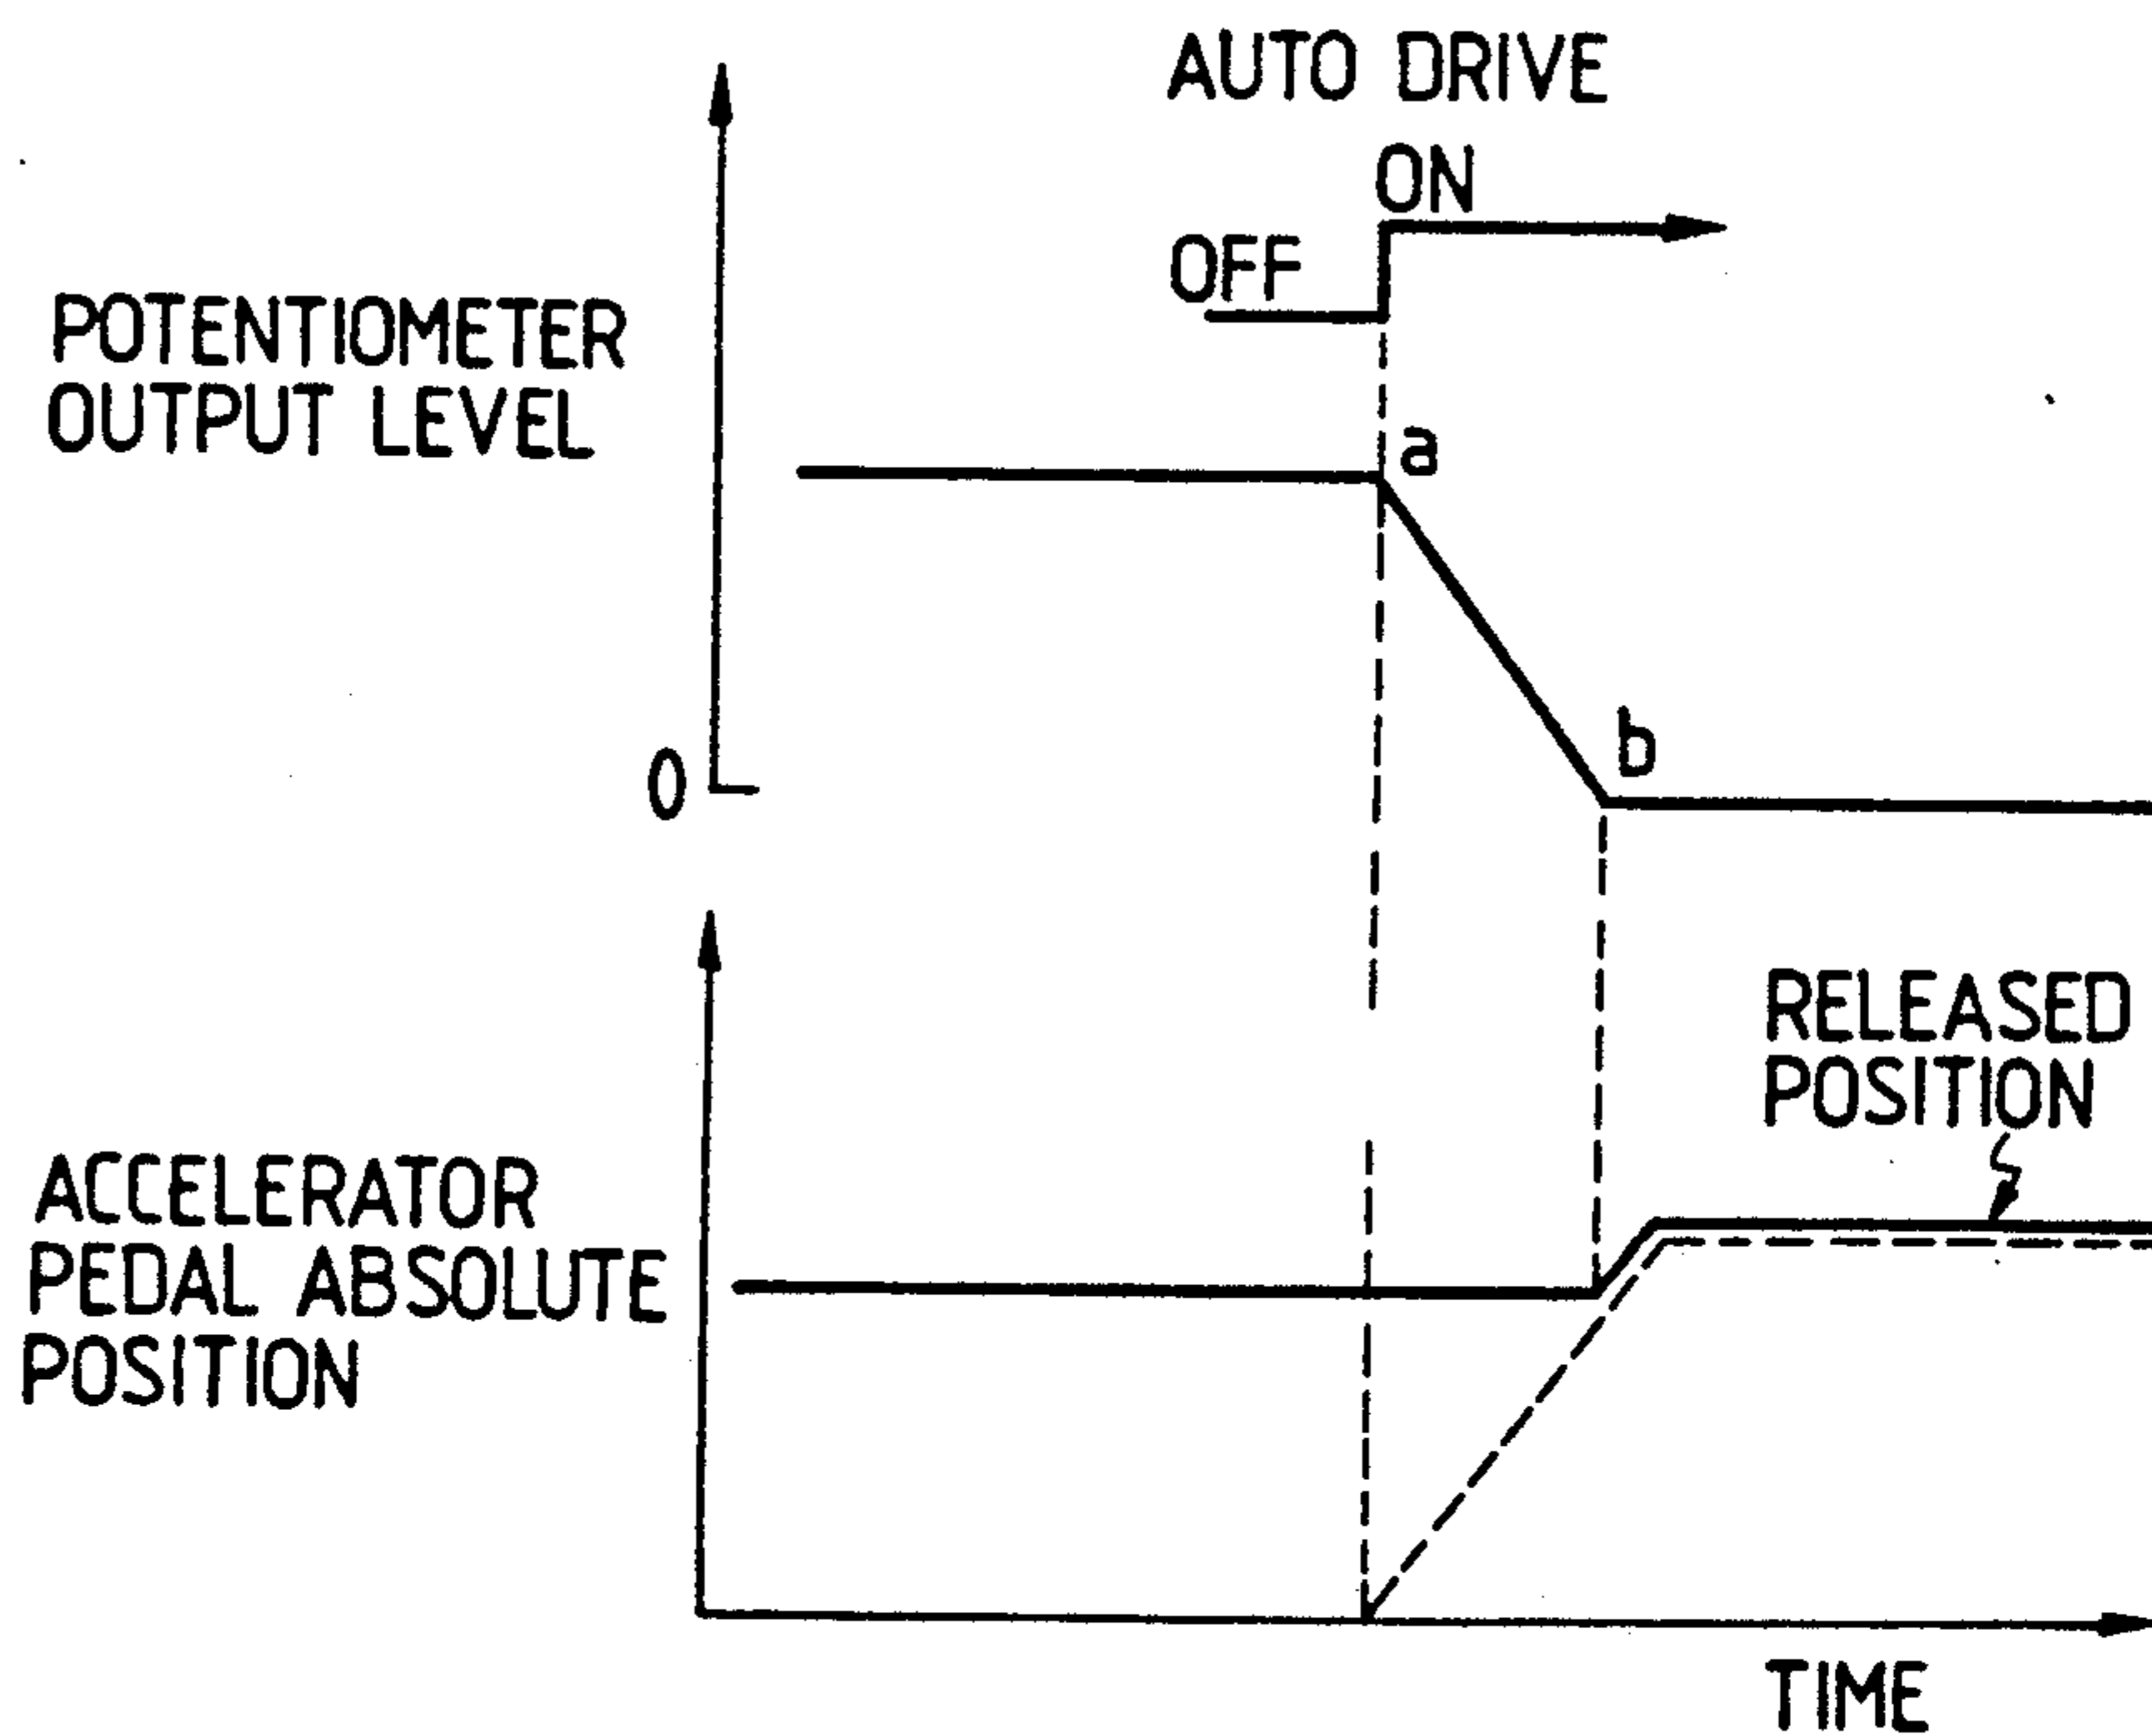 AUTO DRIVE
ON
OFF
POTENTIOMETER
OUTPUT LEVEL
a
b
0
RELEASED
POSITION
ACCELERATOR
PEDAL ABSOLUTE
POSITION
TIME